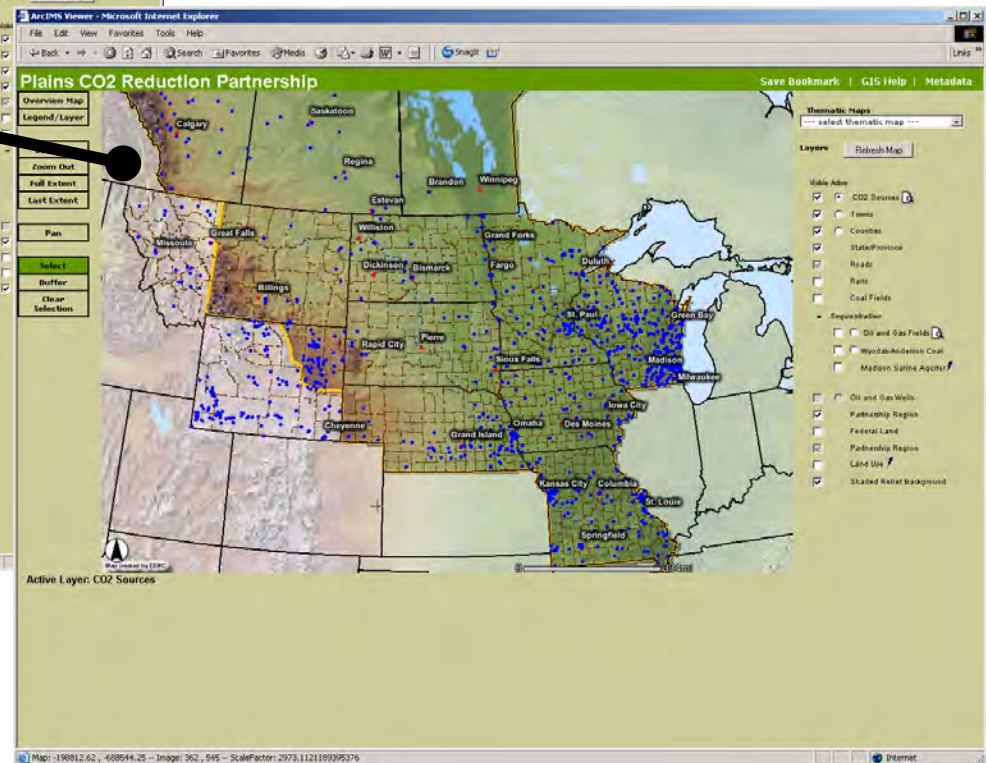 ArcIMS Viewer - Microsoft Internet Explorer
File Edit View Favorites Tools Help
Back Search Favorites Media SnagIt Links
Plains CO2 Reduction Partnership
Save Bookmark | GIS Help | Metadata
Overview Map
Legend/Layer
Zoom Out
Full Extent
Last Extent
Pan
Select
Buffer
Clear
Selection
Calgary
Saskatoon
Regina
Brandon
Winnipeg
Estevan
Missoula
Great Falls
Williston
Grand Forks
Dickinson
Bismarck
Fargo
Duluth
Billings
St. Paul
Green Bay
Rapid City
Pierre
Sioux Falls
Madison
Milwaukee
Iowa City
Cheyenne
Grand Island
Omaha
Des Moines
Kansas City
Columbia
St. Louis
Springfield
Map created by EERC
0
Thematic Maps
--- select thematic map ---
Layers Refresh Map
Visible Active
CO2 Sources
Towns
Counties
State/Province
Roads
Rails
Coal Fields
Sequestration
Oil and Gas Fields
Wyodak-Anderson Coal
Madison Saline Aquifer
Oil and Gas Wells
Partnership Region
Federal Land
Partnership Region
Land Use
Shaded Relief Background
Active Layer: CO2 Sources
Map: -198812.62 , -688544.25 -- Image: 362 , 545 -- ScaleFactor: 2973.1121189395376
Internet